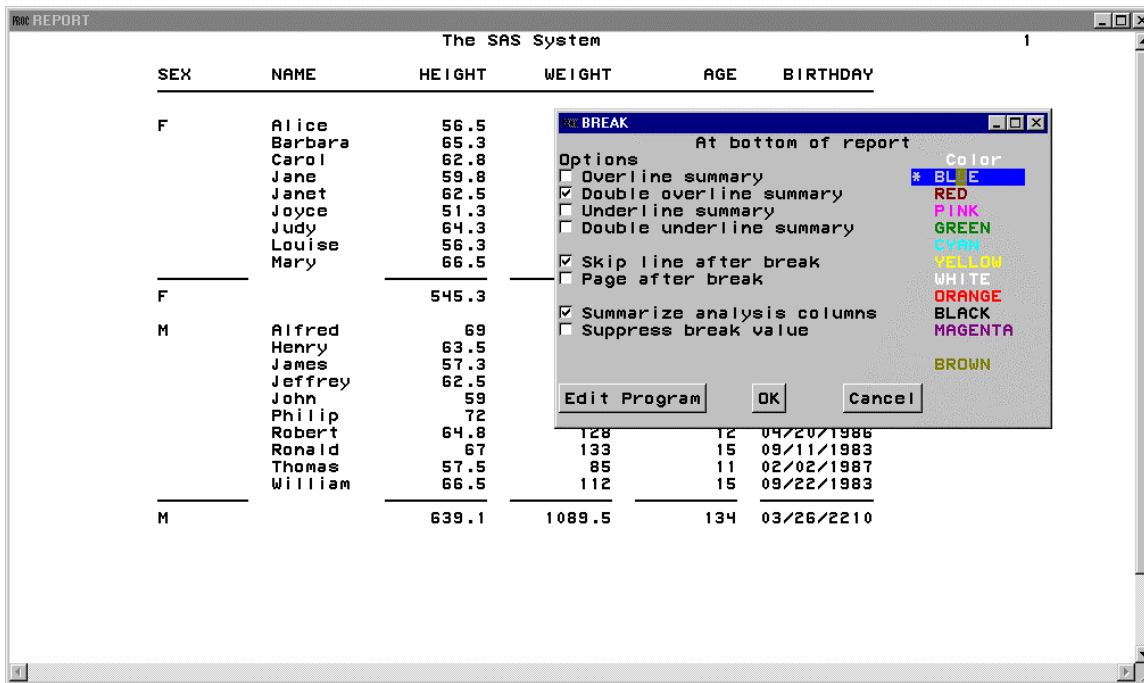 PROC REPORT
The SAS System 1
SEX NAME HEIGHT WEIGHT AGE BIRTHDAY
F Alice 56.5
Barbara 65.3
Carol 62.8
Jane 59.8
Janet 62.5
Joyce 51.3
Judy 64.3
Louise 56.3
Mary 66.5
F 545.3
M Alfred 69
Henry 63.5
James 57.3
Jeffrey 62.5
John 59
Philip 72
Robert 64.8 128 12 04/20/1986
Ronald 67 133 15 09/11/1983
Thomas 57.5 85 11 02/02/1987
William 66.5 112 15 09/22/1983
M 639.1 1089.5 134 03/26/2210
BREAK
At bottom of report
Options Color
Overline summary * BLUE
Double overline summary RED
Underline summary PINK
Double underline summary GREEN
CYAN
Skip line after break YELLOW
Page after break WHITE
ORANGE
Summarize analysis columns BLACK
Suppress break value MAGENTA
BROWN
Edit Program OK Cancel